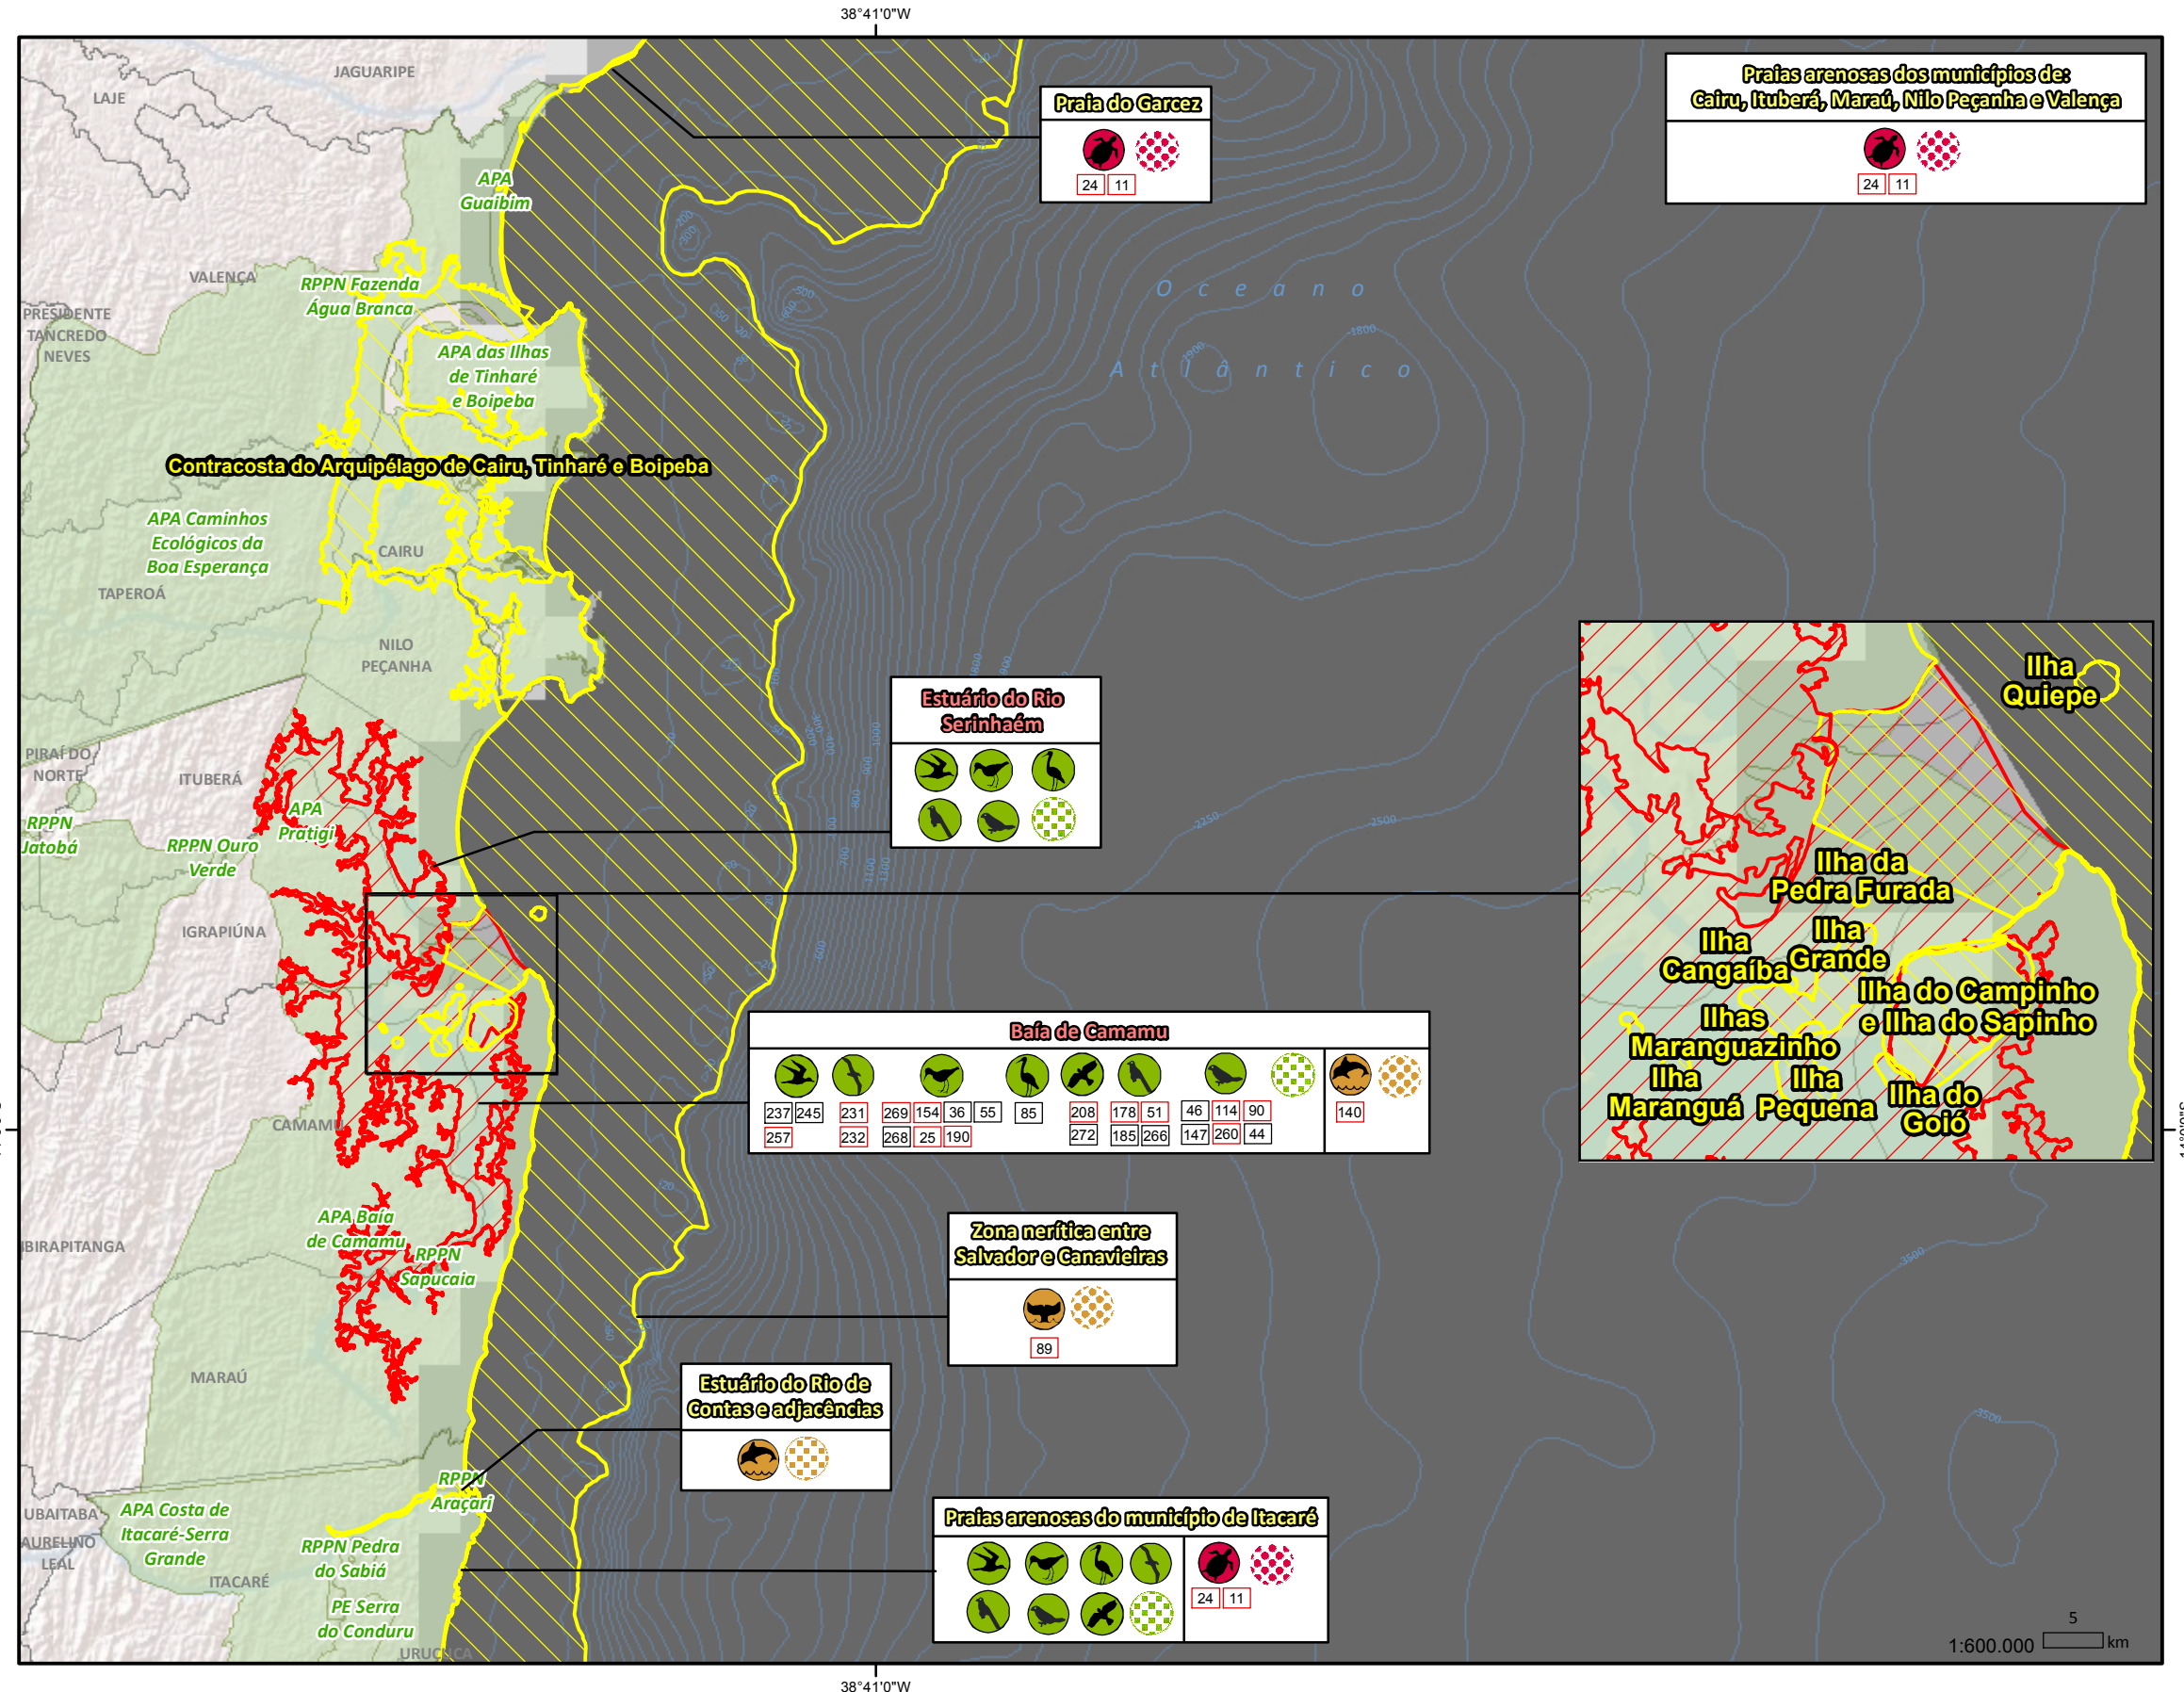 38°41'0"W
JAGUARIPE
LAJE
Praia do Garcez
24 11
Praias arenosas dos municípios de:
Cairu, Ituberá, Maraú, Nilo Peçanha e Valença
24 11
APA
Guaibim
VALENÇA
RPPN Fazenda
Água Branca
PRESIDENTE
TANCREDO
NEVES
APA das Ilhas
de Tinharé
e Boipeba
Oceano
Atlântico
Contracosta do Arquipélago de Cairu, Tinharé e Boipeba
APA Caminhos
Ecológicos da
Boa Esperança
CAIRU
TAPEROÁ
NILO
PEÇANHA
Estuário do Rio
Serinhaém
PIRAÍ DO
NORTE
ITUBERÁ
APA
Pratigi
RPPN
Jatobá
RPPN Ouro
Verde
IGRAPIÚNA
Ilha
Quiepe
Ilha da
Pedra Furada
Ilha
Cangaíba
Ilha
Grande
Ilha do Campinho
e Ilha do Sapinho
Ilhas
Maranguazinho
Ilha
Maranguá
Ilha
Pequena
Ilha do
Goió
Baía de Camamu
237 245 231 269 154 36 55 85 208 178 51 46 114 90 140
257 232 268 25 190 272 185 266 147 260 44
CAMAMU
APA Baía
de Camamu
RPPN
Sapucaia
IBIRAPITANGA
Zona nerítica entre
Salvador e Canavieiras
89
MARAÚ
Estuário do Rio de
Contas e adjacências
RPPN
Araçari
UBAITABA
AURELINO
LEAL
APA Costa de
Itacaré-Serra
Grande
RPPN Pedra
do Sabiá
ITACARÉ
PE Serra
do Conduru
URUÇUCA
Praias arenosas do município de Itacaré
24 11
-1800
-1900
-2250
-2500
-3500
-3500
5
1:600.000 km
38°41'0"W